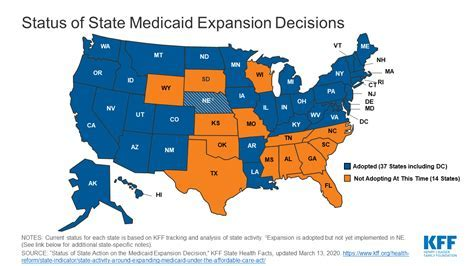 Status of State Medicaid Expansion Decisions
KFF
HENRY J KAISER
FAMILY FOUNDATION
WA
MT
ND
MN
VT
ME
NH
OR
ID
SD
WI
MI
NY
MA
WY
RI
CT
NV
UT
NE¹
IA
IL
IN
OH
PA
NJ
DE
MD
DC
CA
CO
KS
MO
KY
WV
VA
AZ
NM
OK
AR
TN
NC
SC
TX
LA
MS
AL
GA
FL
AK
HI
Adopted (37 States including DC)
Not Adopting At This Time (14 States)
NOTES: Current status for each state is based on KFF tracking and analysis of state activity. ¹Expansion is adopted but not yet implemented in NE.
(See link below for additional state-specific notes).
SOURCE: "Status of State Action on the Medicaid Expansion Decision," KFF State Health Facts, updated March 13, 2020. https://www.kff.org/health-
reform/state-indicator/state-activity-around-expanding-medicaid-under-the-affordable-care-act/
KFF
HENRY J KAISER
FAMILY FOUNDATION